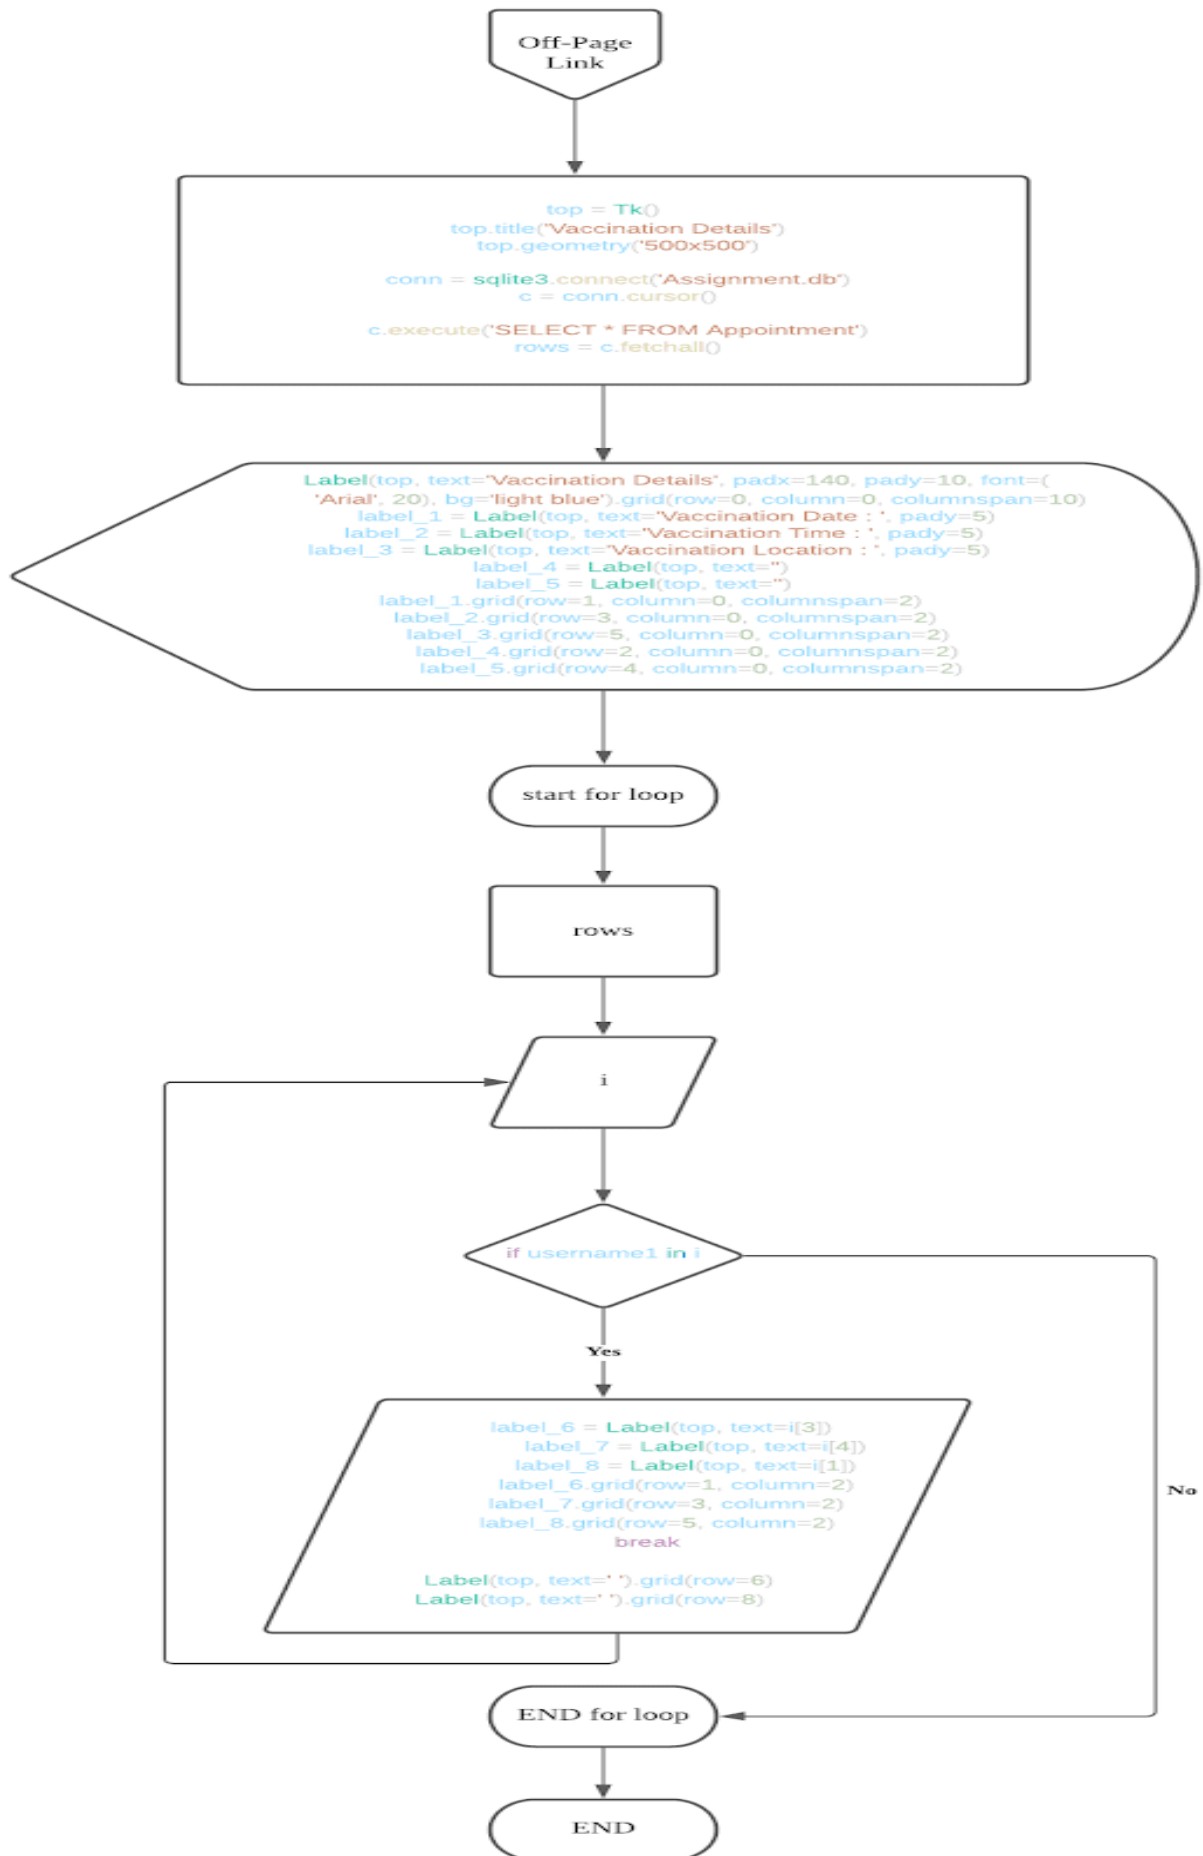 Off-Page
Link
top = Tk()
top.title('Vaccination Details')
top.geometry('500x500')
conn = sqlite3.connect('Assignment.db')
c = conn.cursor()
c.execute('SELECT * FROM Appointment')
rows = c.fetchall()
Label(top, text='Vaccination Details', padx=140, pady=10, font=(
'Arial', 20), bg='light blue').grid(row=0, column=0, columnspan=10)
label_1 = Label(top, text='Vaccination Date : ', pady=5)
label_2 = Label(top, text='Vaccination Time : ', pady=5)
label_3 = Label(top, text='Vaccination Location : ', pady=5)
label_4 = Label(top, text='')
label_5 = Label(top, text='')
label_1.grid(row=1, column=0, columnspan=2)
label_2.grid(row=3, column=0, columnspan=2)
label_3.grid(row=5, column=0, columnspan=2)
label_4.grid(row=2, column=0, columnspan=2)
label_5.grid(row=4, column=0, columnspan=2)
start for loop
rows
i
if username1 in i
Yes
label_6 = Label(top, text=i[3])
label_7 = Label(top, text=i[4])
label_8 = Label(top, text=i[1])
label_6.grid(row=1, column=2)
No
label_7.grid(row=3, column=2)
label_8.grid(row=5, column=2)
break
Label(top, text=' ').grid(row=6)
Label(top, text=' ').grid(row=8)
END for loop
END